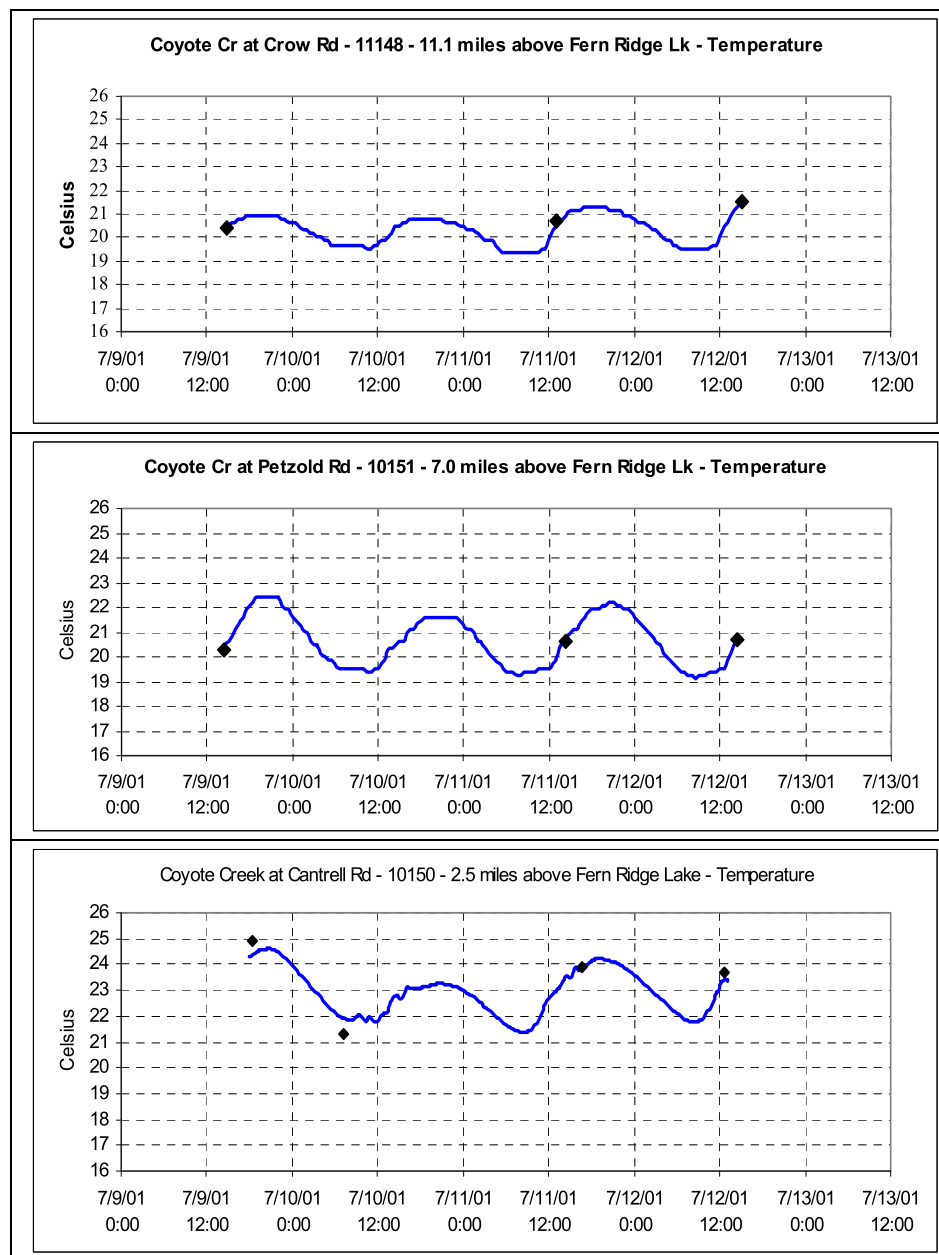 Coyote Cr at Crow Rd - 11148 - 11.1 miles above Fern Ridge Lk - Temperature
26
25
24
23
22
21
20
19
18
17
16
Celsius
7/9/01 7/9/01 7/10/01 7/10/01 7/11/01 7/11/01 7/12/01 7/12/01 7/13/01 7/13/01
0:00 12:00 0:00 12:00 0:00 12:00 0:00 12:00 0:00 12:00
Coyote Cr at Petzold Rd - 10151 - 7.0 miles above Fern Ridge Lk - Temperature
26
25
24
23
22
21
20
19
18
17
16
Celsius
7/9/01 7/9/01 7/10/01 7/10/01 7/11/01 7/11/01 7/12/01 7/12/01 7/13/01 7/13/01
0:00 12:00 0:00 12:00 0:00 12:00 0:00 12:00 0:00 12:00
Coyote Creek at Cantrell Rd - 10150 - 2.5 miles above Fern Ridge Lake - Temperature
26
25
24
23
22
21
20
19
18
17
16
Celsius
7/9/01 7/9/01 7/10/01 7/10/01 7/11/01 7/11/01 7/12/01 7/12/01 7/13/01 7/13/01
0:00 12:00 0:00 12:00 0:00 12:00 0:00 12:00 0:00 12:00